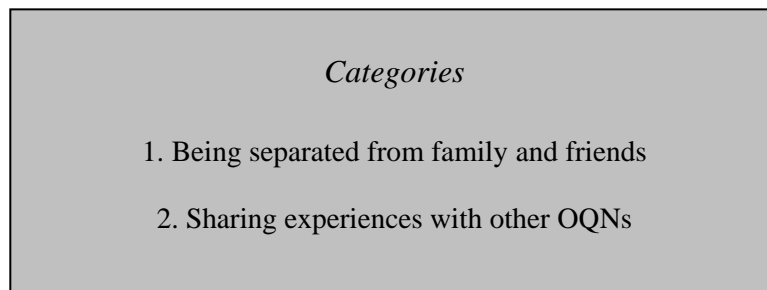 Categories
1. Being separated from family and friends
2. Sharing experiences with other OQNs